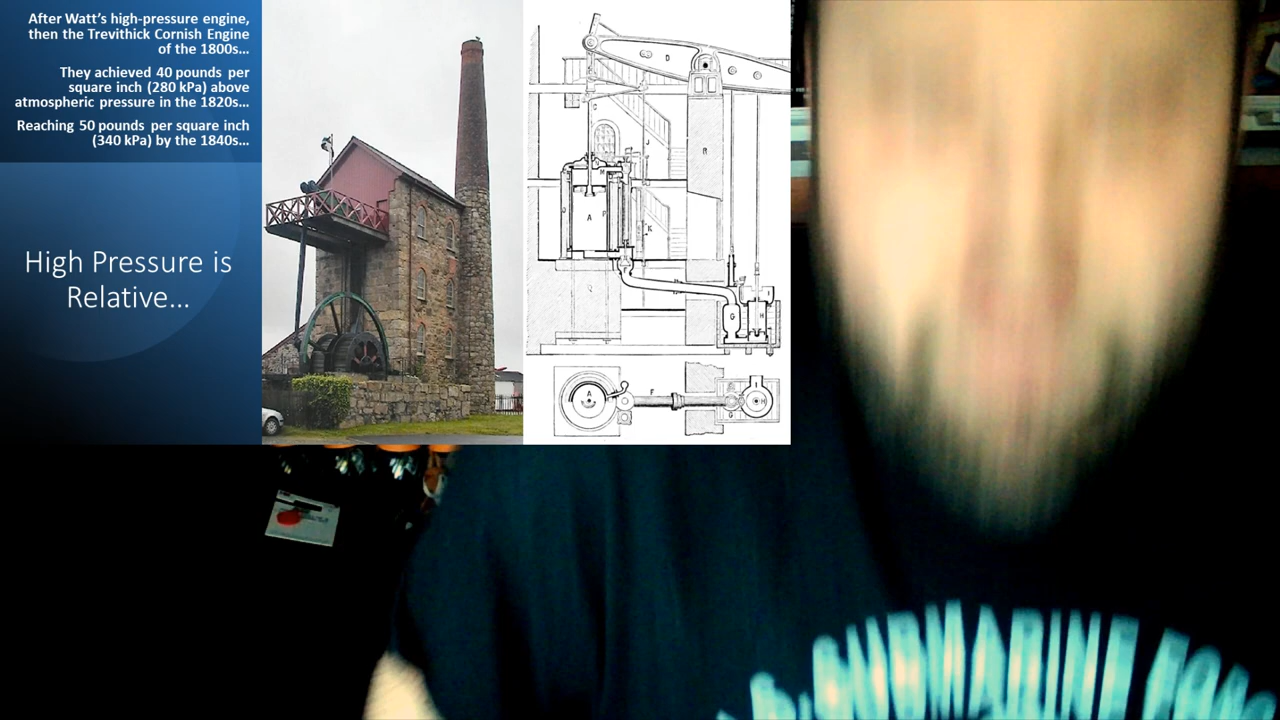 After Watt's high-pressure engine,
then the Trevithick Cornish Engine
of the 1800s...
They achieved 40 pounds per
square inch (280 kPa) above
atmospheric pressure in the 1820s...
Reaching 50 pounds per square inch
(340 kPa) by the 1840s...
High Pressure is
Relative...
D
C
J
R
M
A
K
G
H
I
A
F
I
H
G